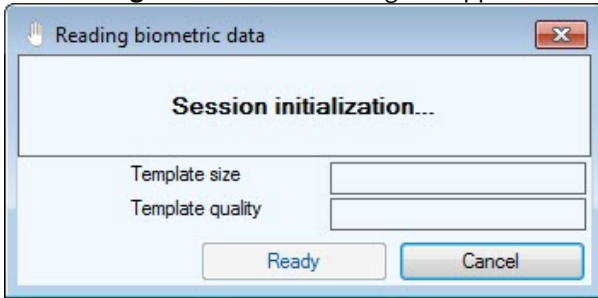 Reading biometric data
Session initialization...
Template size
Template quality
Ready
Cancel